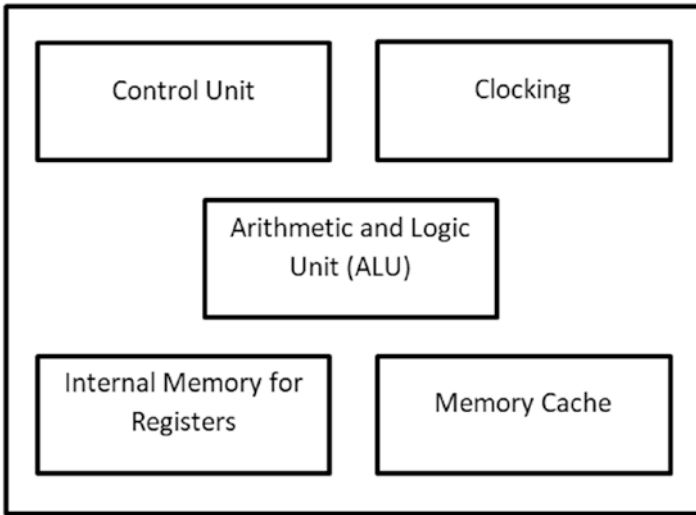 Control Unit
Clocking
Arithmetic and Logic
Unit (ALU)
Internal Memory for
Registers
Memory Cache